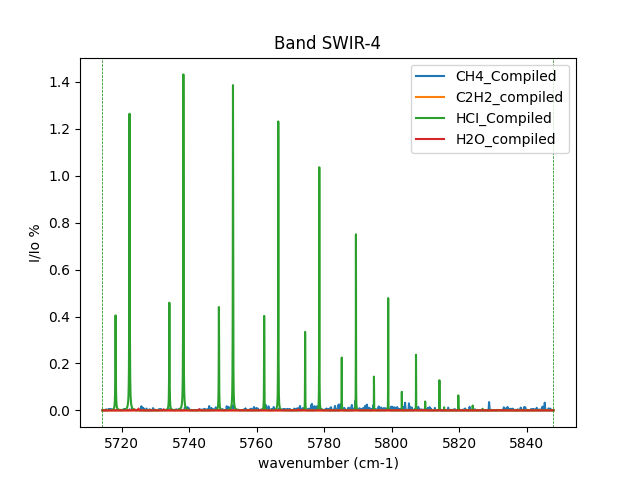 Band SWIR-4
CH4_Compiled
C2H2_compiled
HCl_Compiled
H2O_compiled
1.4
1.2
1.0
0.8
0.6
0.4
0.2
0.0
I/Io %
5720 5740 5760 5780 5800 5820 5840
wavenumber (cm-1)